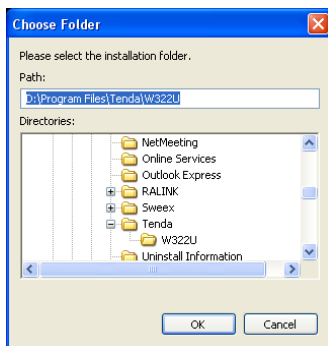 Choose Folder
Please select the installation folder.
Path:
D:\Program Files\Tenda\W322U
Directories:
NetMeeting
Online Services
Outlook Express
RALINK
Sweex
Tenda
W322U
Uninstall Information
OK
Cancel